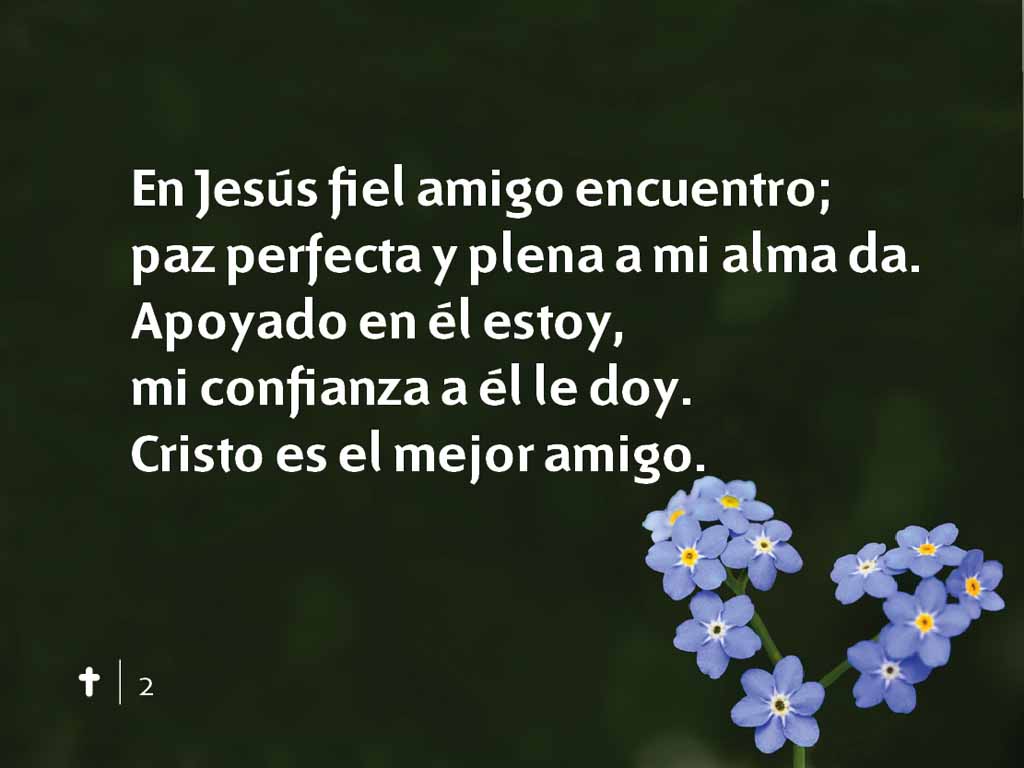 En Jesús fiel amigo encuentro;
paz perfecta y plena a mi alma da.
Apoyado en él estoy,
mi confianza a él le doy.
Cristo es el mejor amigo.
2